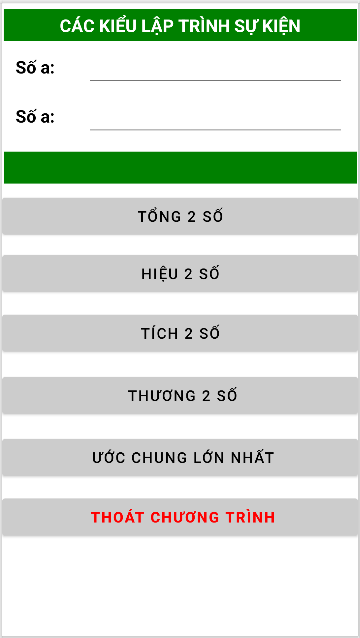 CÁC KIỂU LẬP TRÌNH SỰ KIỆN
Số a:
Số a:
TỔNG 2 SỐ
HIỆU 2 SỐ
TÍCH 2 SỐ
THƯƠNG 2 SỐ
ƯỚC CHUNG LỚN NHẤT
THOÁT CHƯƠNG TRÌNH